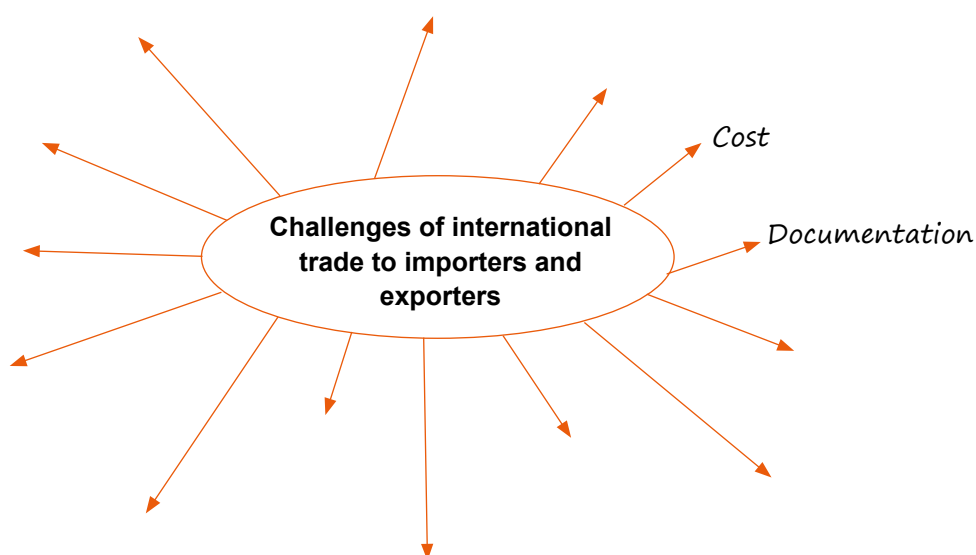 Cost
Documentation
Challenges of international
trade to importers and
exporters